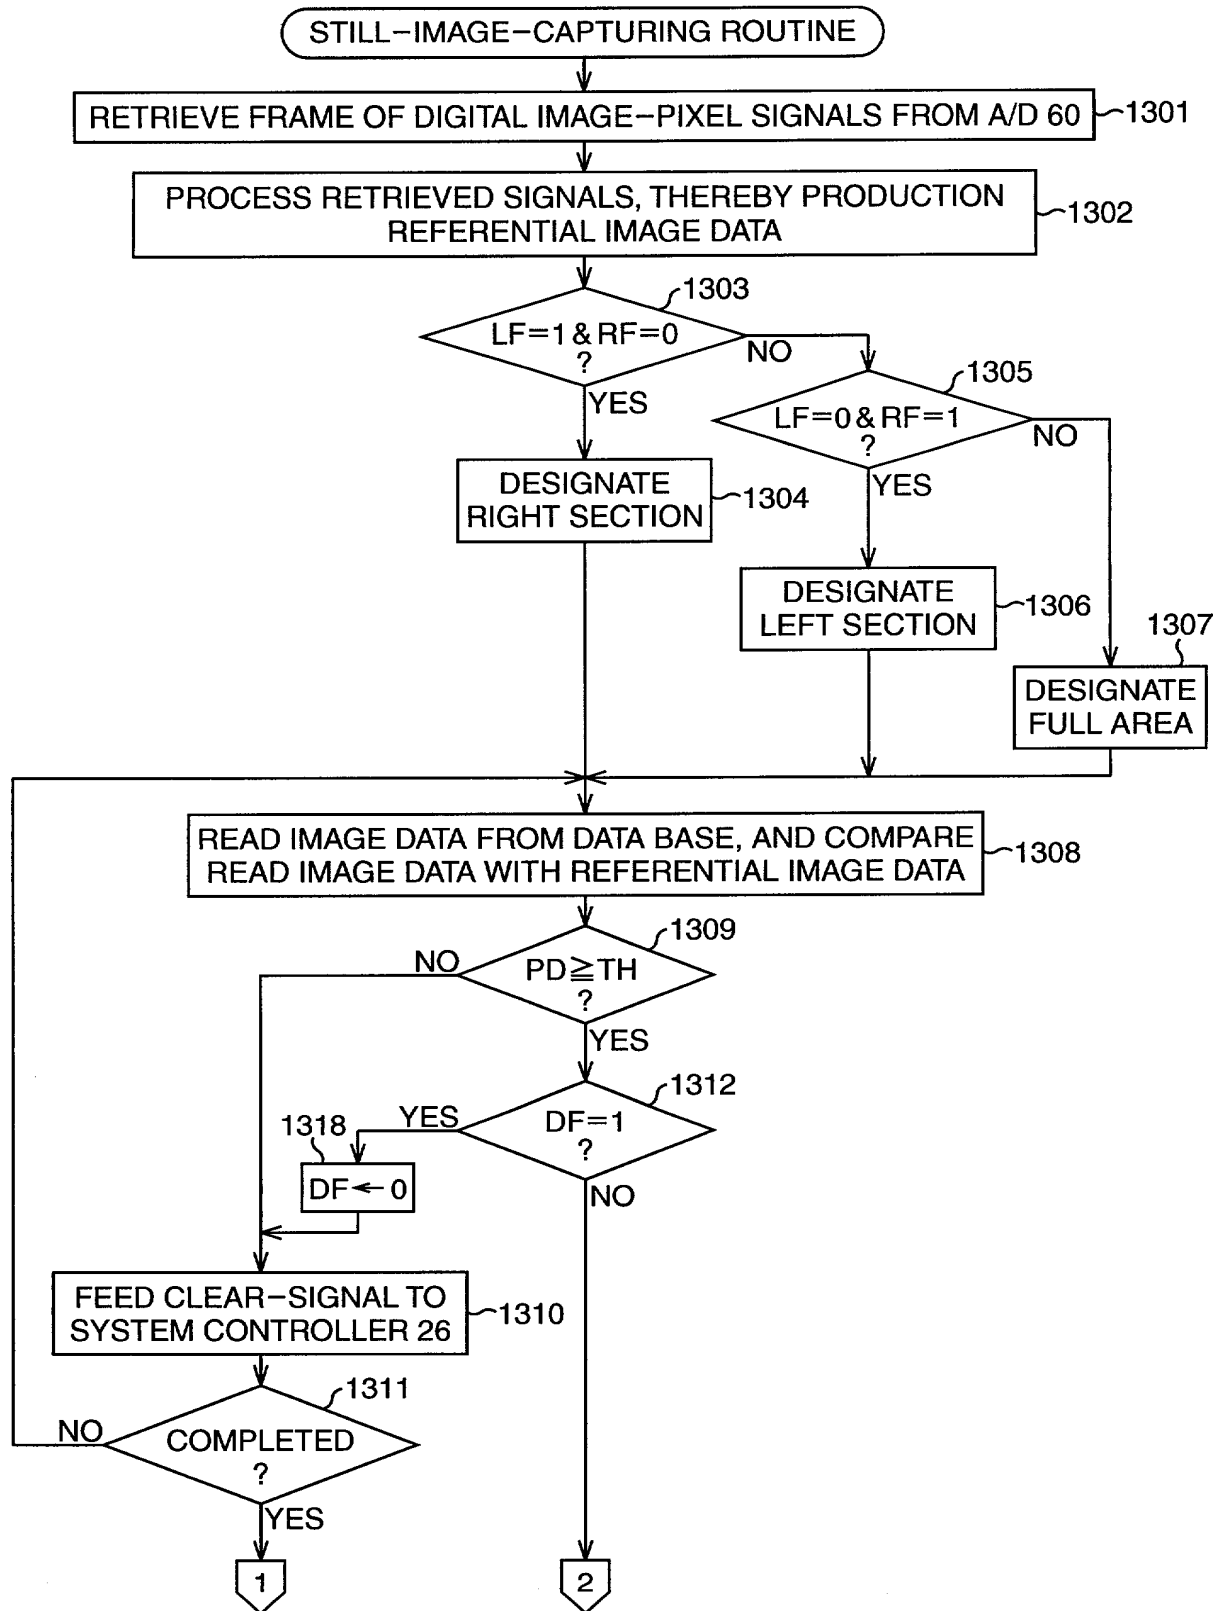 STILL-IMAGE-CAPTURING ROUTINE
RETRIEVE FRAME OF DIGITAL IMAGE-PIXEL SIGNALS FROM A/D 60
1301
PROCESS RETRIEVED SIGNALS, THEREBY PRODUCTION
REFERENTIAL IMAGE DATA
1302
1303
LF=1 & RF=0
?
NO
YES
1305
LF=0 & RF=1
?
NO
YES
DESIGNATE
RIGHT SECTION
1304
DESIGNATE
LEFT SECTION
1306
1307
DESIGNATE
FULL AREA
READ IMAGE DATA FROM DATA BASE, AND COMPARE
READ IMAGE DATA WITH REFERENTIAL IMAGE DATA
1308
1309
PD≧TH
?
NO
YES
1312
DF=1
?
YES
NO
1318
DF←0
FEED CLEAR-SIGNAL TO
SYSTEM CONTROLLER 26
1310
1311
COMPLETED
?
NO
YES
1
2